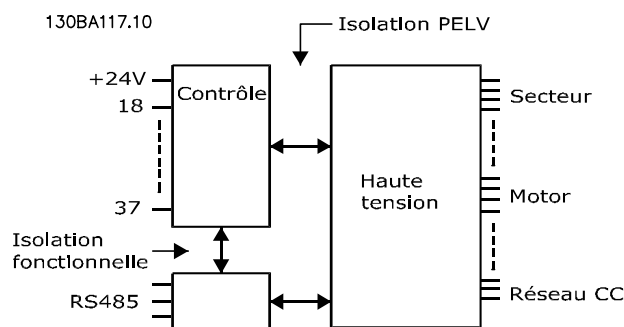 130BA117.10
Isolation PELV
+24V
Contrôle
18
Secteur
Haute
tension
Motor
37
Isolation
fonctionnelle
RS485
Réseau CC